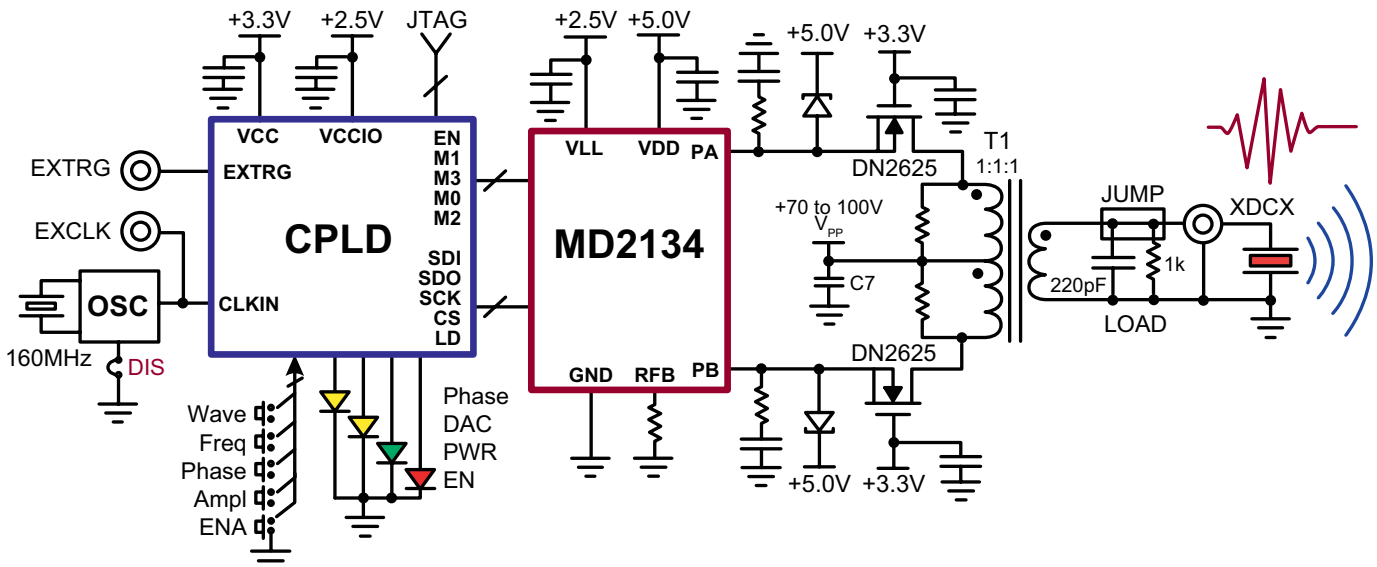 +3.3V
+2.5V
JTAG
+2.5V
+5.0V
+5.0V
+3.3V
VCC
VCCIO
EN
M1
M3
M0
M2
EXTRG
EXTRG
EXCLK
CPLD
SDI
SDO
SCK
CS
LD
CLKIN
OSC
160MHz
DIS
Wave
Freq
Phase
Ampl
ENA
Phase
DAC
PWR
EN
VLL
VDD
PA
MD2134
GND
RFB
PB
DN2625
T1
1:1:1
+70 to 100V
VPP
C7
DN2625
+5.0V
+3.3V
JUMP
XDCX
1k
220pF
LOAD